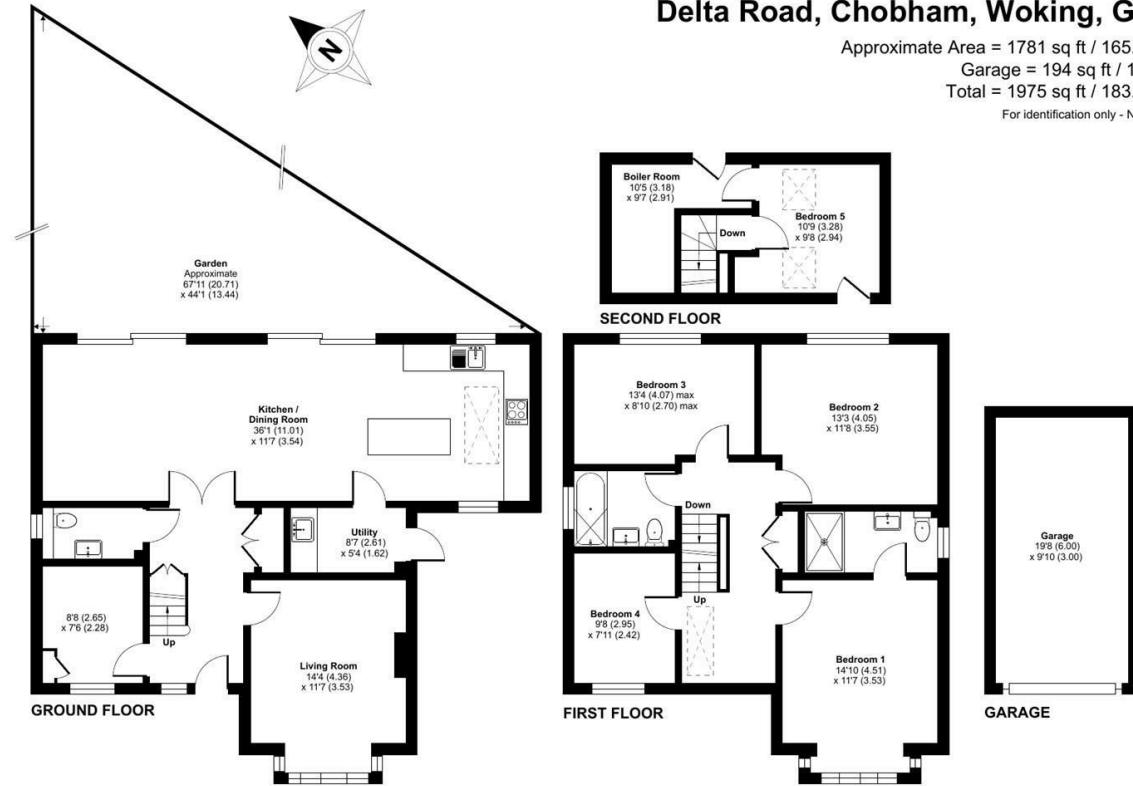 Delta Road, Chobham, Woking, G
Approximate Area = 1781 sq ft / 165.
Garage = 194 sq ft / 1
Total = 1975 sq ft / 183.
For identification only - N
N
Boiler Room
10'5 (3.18)
x 9'7 (2.91)
Bedroom 5
10'9 (3.28)
x 9'8 (2.94)
Down
SECOND FLOOR
Garden
Approximate
67'11 (20.71)
x 44'1 (13.44)
Kitchen /
Dining Room
36'1 (11.01)
x 11'7 (3.54)
Utility
8'7 (2.61)
x 5'4 (1.62)
8'8 (2.65)
x 7'6 (2.28)
Up
Living Room
14'4 (4.36)
x 11'7 (3.53)
GROUND FLOOR
Bedroom 3
13'4 (4.07) max
x 8'10 (2.70) max
Bedroom 2
13'3 (4.05)
x 11'8 (3.55)
Down
Up
Bedroom 4
9'8 (2.95)
x 7'11 (2.42)
Bedroom 1
14'10 (4.51)
x 11'7 (3.53)
FIRST FLOOR
Garage
19'8 (6.00)
x 9'10 (3.00)
GARAGE